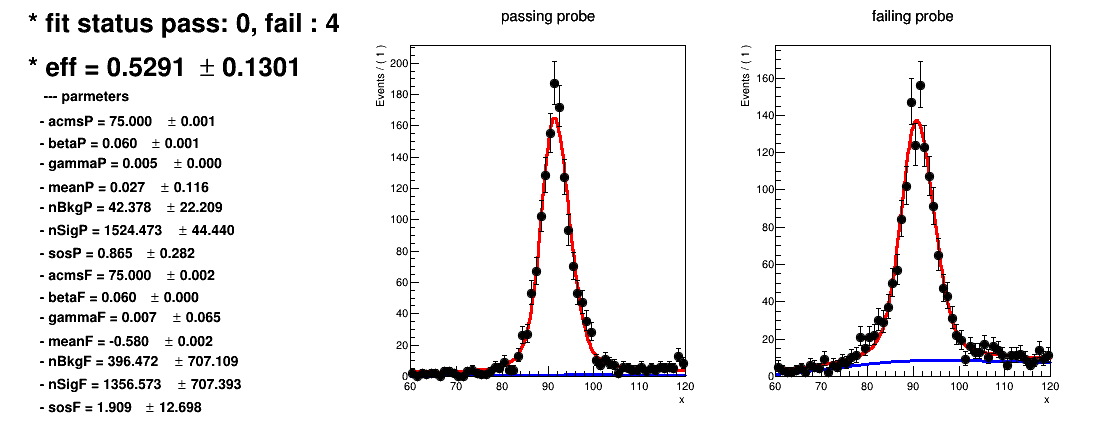 * fit status pass: 0, fail : 4
* eff = 0.5291 ± 0.1301
--- parmeters
- acmsP = 75.000 ± 0.001
- betaP = 0.060 ± 0.001
- gammaP = 0.005 ± 0.000
- meanP = 0.027 ± 0.116
- nBkgP = 42.378 ± 22.209
- nSigP = 1524.473 ± 44.440
- sosP = 0.865 ± 0.282
- acmsF = 75.000 ± 0.002
- betaF = 0.060 ± 0.000
- gammaF = 0.007 ± 0.065
- meanF = -0.580 ± 0.002
- nBkgF = 396.472 ± 707.109
- nSigF = 1356.573 ± 707.393
- sosF = 1.909 ± 12.698
passing probe
Events / ( 1 )
200
180
160
140
120
100
80
60
40
20
0
60 70 80 90 100 110 120
x
failing probe
Events / ( 1 )
160
140
120
100
80
60
40
20
0
60 70 80 90 100 110 120
x